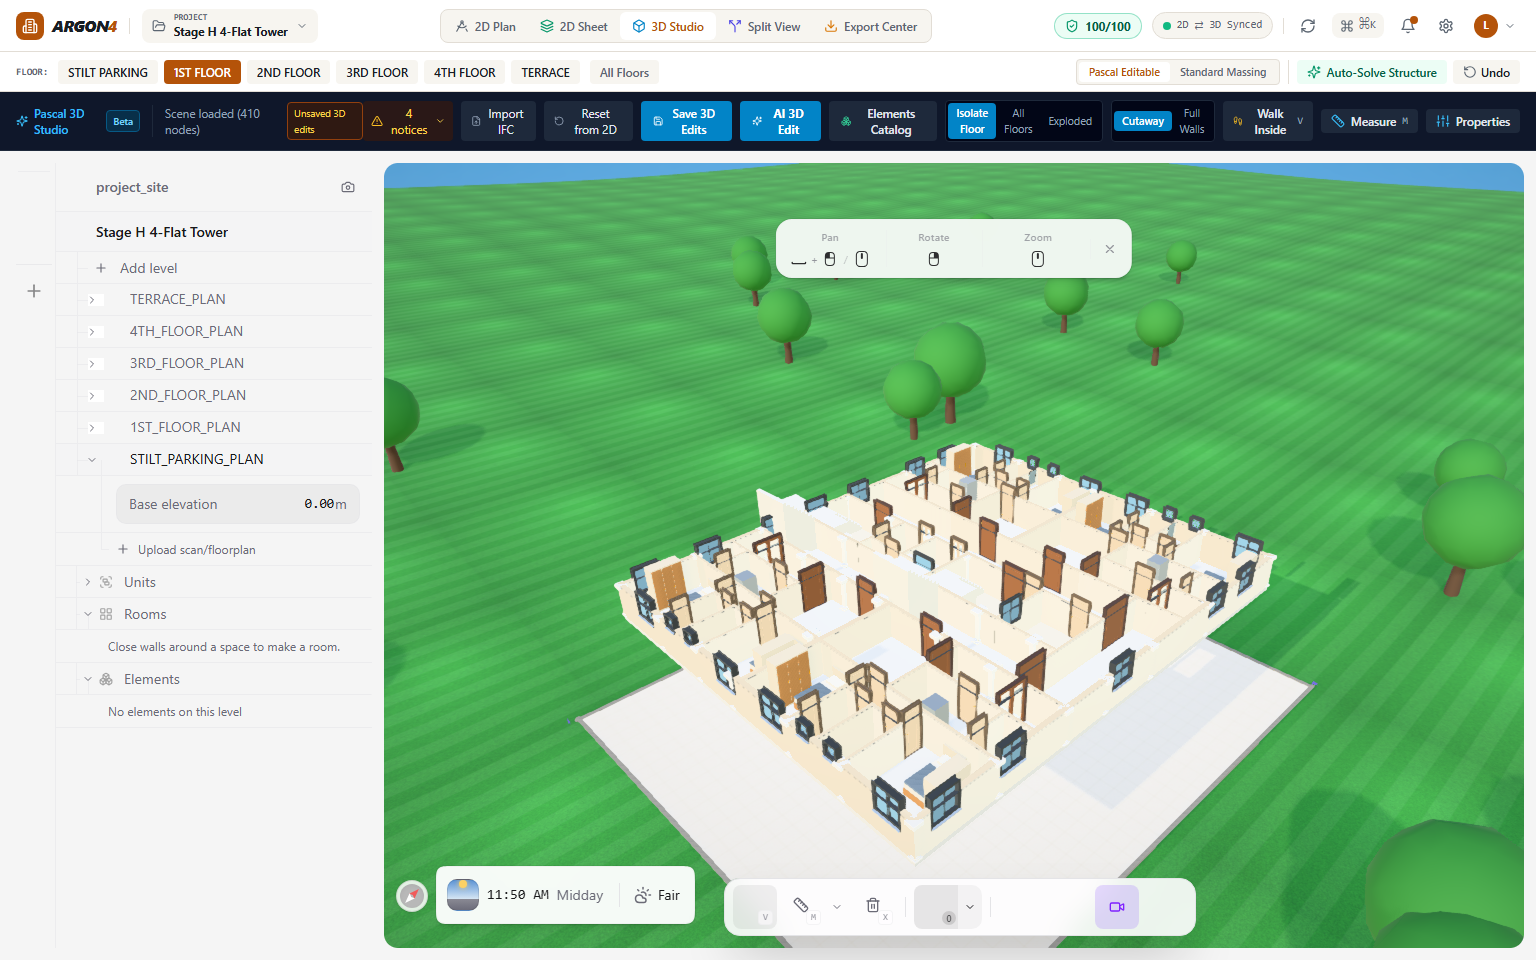 ARGON4
PROJECT
Stage H 4-Flat Tower
2D Plan
2D Sheet
3D Studio
Split View
Export Center
100/100
2D ⇄ 3D Synced
⌘ ⌘K
L
FLOOR:
STILT PARKING
1ST FLOOR
2ND FLOOR
3RD FLOOR
4TH FLOOR
TERRACE
All Floors
Pascal Editable
Standard Massing
Auto-Solve Structure
Undo
Pascal 3D
Studio
Beta
Scene loaded (410
nodes)
Unsaved 3D
edits
4
notices
Import
IFC
Reset
from 2D
Save 3D
Edits
AI 3D
Edit
Elements
Catalog
Isolate
Floor
All
Floors
Exploded
Cutaway
Full
Walls
Walk
Inside
V
Measure M
Properties
project_site
Stage H 4-Flat Tower
Add level
TERRACE_PLAN
4TH_FLOOR_PLAN
3RD_FLOOR_PLAN
2ND_FLOOR_PLAN
1ST_FLOOR_PLAN
STILT_PARKING_PLAN
Base elevation 0.00m
Upload scan/floorplan
Units
Rooms
Close walls around a space to make a room.
Elements
No elements on this level
Pan
Rotate
Zoom
+ /
11:50 AM Midday
Fair
V
M
X
0